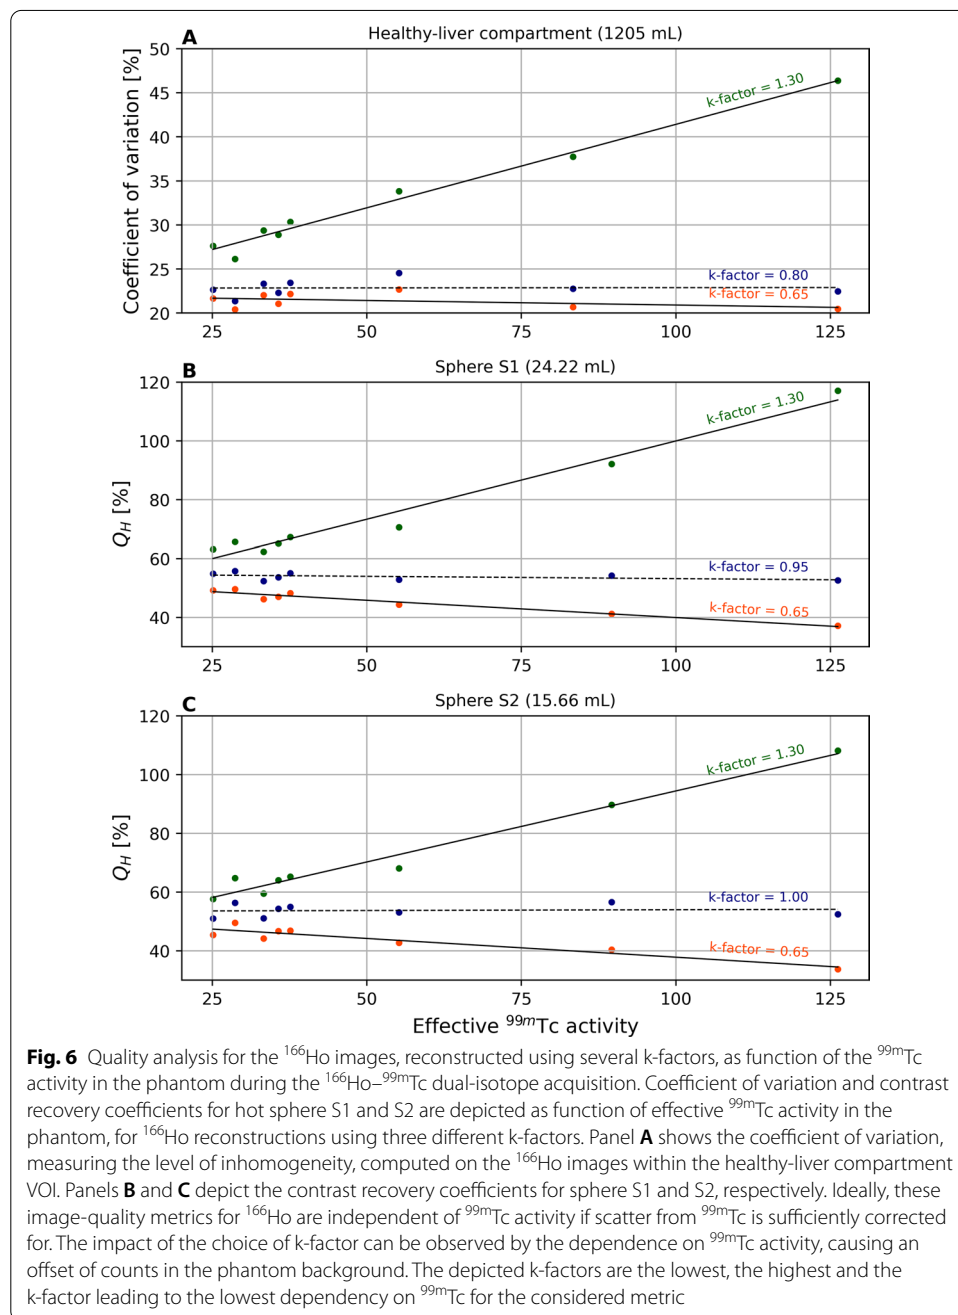 A
Healthy-liver compartment (1205 mL)
50
45
40
35
30
25
20
Coefficient of variation [%]
k-factor = 1.30
k-factor = 0.80
k-factor = 0.65
25 50 75 100 125
B
Sphere S1 (24.22 mL)
120
100
80
60
40
Q_H [%]
k-factor = 1.30
k-factor = 0.95
k-factor = 0.65
25 50 75 100 125
C
Sphere S2 (15.66 mL)
120
100
80
60
40
Q_H [%]
k-factor = 1.30
k-factor = 1.00
k-factor = 0.65
25 50 75 100 125
Effective ⁹⁹ᵐTc activity
Fig. 6 Quality analysis for the ¹⁶⁶Ho images, reconstructed using several k-factors, as function of the ⁹⁹ᵐTc
activity in the phantom during the ¹⁶⁶Ho–⁹⁹ᵐTc dual-isotope acquisition. Coefficient of variation and contrast
recovery coefficients for hot sphere S1 and S2 are depicted as function of effective ⁹⁹ᵐTc activity in the
phantom, for ¹⁶⁶Ho reconstructions using three different k-factors. Panel A shows the coefficient of variation,
measuring the level of inhomogeneity, computed on the ¹⁶⁶Ho images within the healthy-liver compartment
VOI. Panels B and C depict the contrast recovery coefficients for sphere S1 and S2, respectively. Ideally, these
image-quality metrics for ¹⁶⁶Ho are independent of ⁹⁹ᵐTc activity if scatter from ⁹⁹ᵐTc is sufficiently corrected
for. The impact of the choice of k-factor can be observed by the dependence on ⁹⁹ᵐTc activity, causing an
offset of counts in the phantom background. The depicted k-factors are the lowest, the highest and the
k-factor leading to the lowest dependency on ⁹⁹ᵐTc for the considered metric